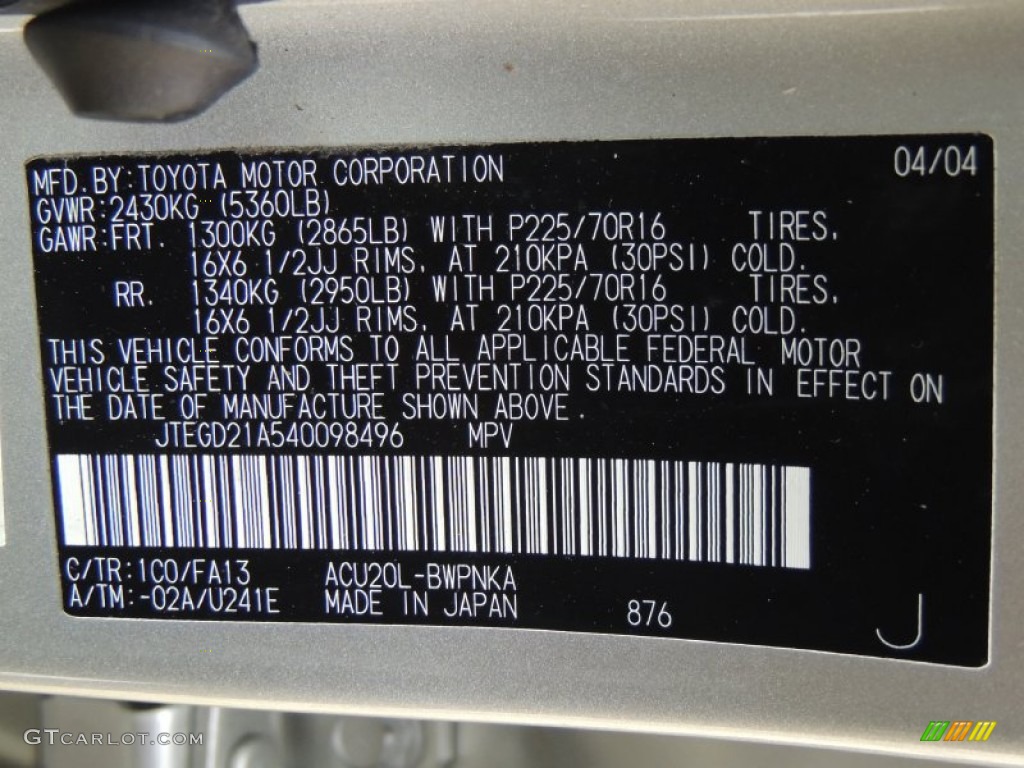 MFD. BY: TOYOTA MOTOR CORPORATION 04/04
GVWR: 2430KG (5360LB)
GAWR: FRT. 1300KG (2865LB) WITH P225/70R16 TIRES,
16X6 1/2JJ RIMS, AT 210KPA (30PSI) COLD.
RR. 1340KG (2950LB) WITH P225/70R16 TIRES,
16X6 1/2JJ RIMS, AT 210KPA (30PSI) COLD.
THIS VEHICLE CONFORMS TO ALL APPLICABLE FEDERAL MOTOR
VEHICLE SAFETY AND THEFT PREVENTION STANDARDS IN EFFECT ON
THE DATE OF MANUFACTURE SHOWN ABOVE.
JTEGD21A540098496 MPV
C/TR: 1C0/FA13 ACU20L-BWPNKA
A/TM: -02A/U241E MADE IN JAPAN 876 J
GTCARLOT.COM